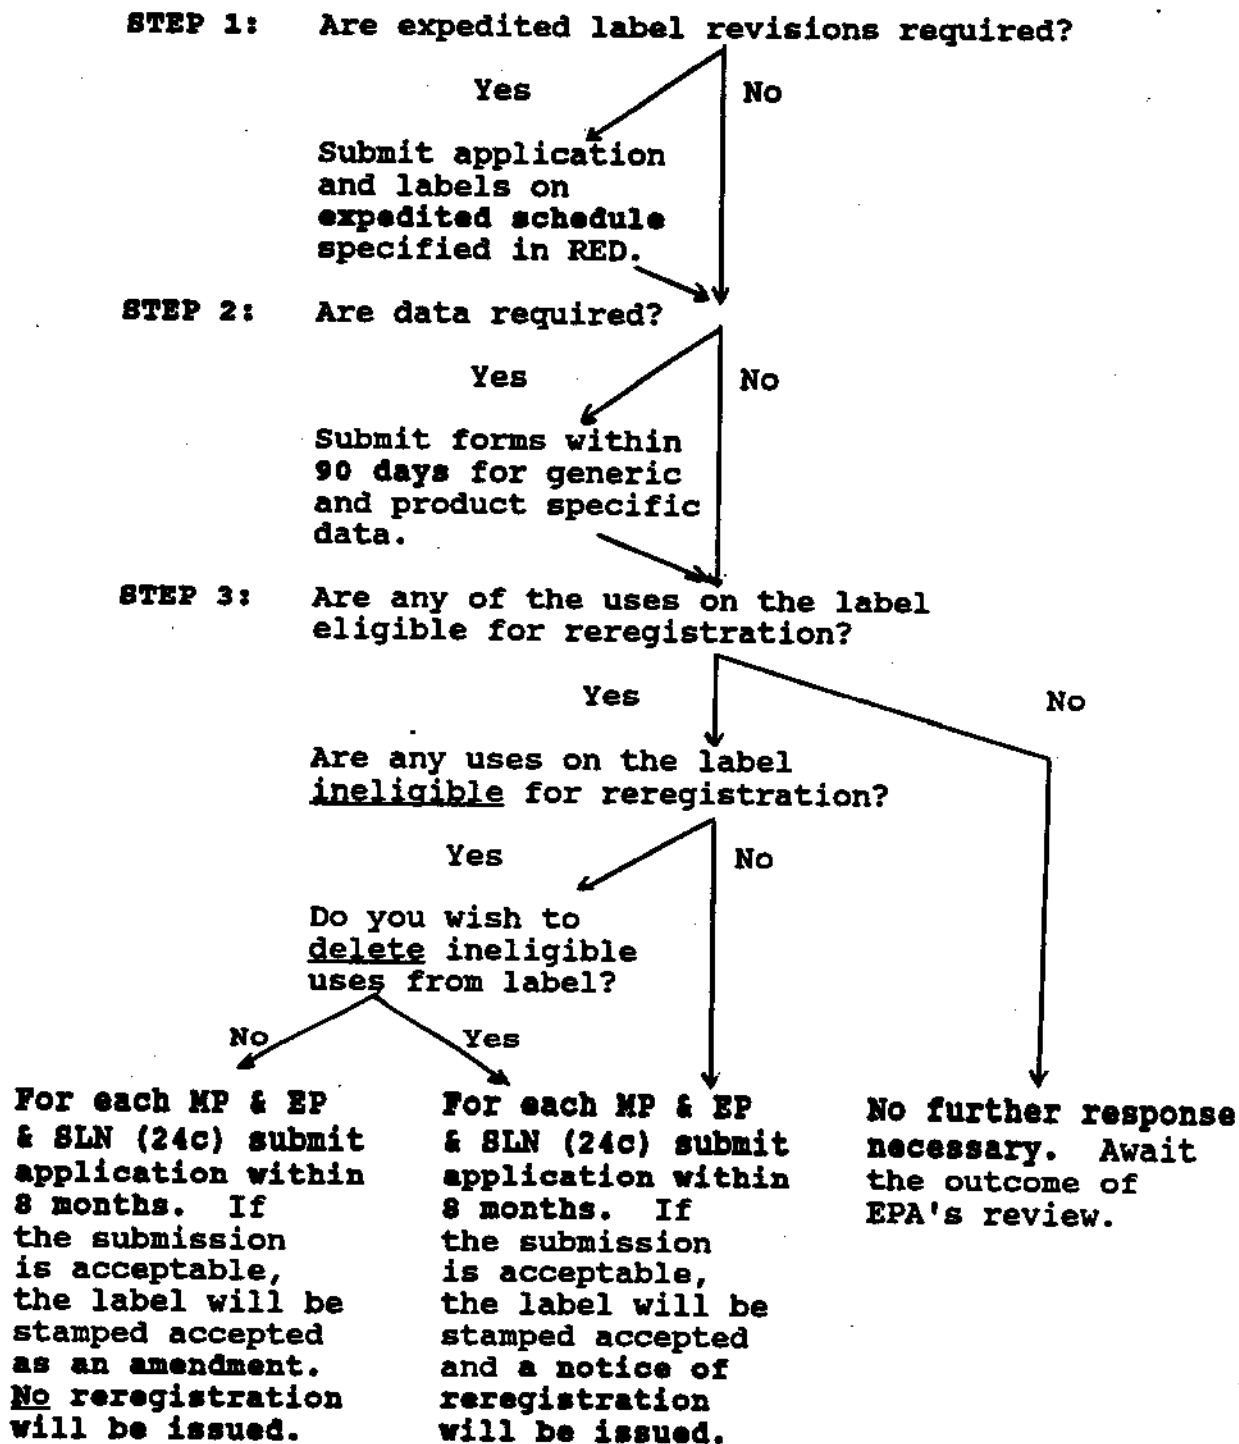 STEP 1: Are expedited label revisions required?
Yes No
Submit application
and labels on
expedited schedule
specified in RED.
STEP 2: Are data required?
Yes No
Submit forms within
90 days for generic
and product specific
data.
STEP 3: Are any of the uses on the label
eligible for reregistration?
Yes No
Are any uses on the label
ineligible for reregistration?
Yes No
Do you wish to
delete ineligible
uses from label?
No Yes
For each MP & EP
& SLN (24c) submit
application within
8 months. If
the submission
is acceptable,
the label will be
stamped accepted
as an amendment.
No reregistration
will be issued.
For each MP & EP
& SLN (24c) submit
application within
8 months. If
the submission
is acceptable,
the label will be
stamped accepted
and a notice of
reregistration
will be issued.
No further response
necessary. Await
the outcome of
EPA's review.